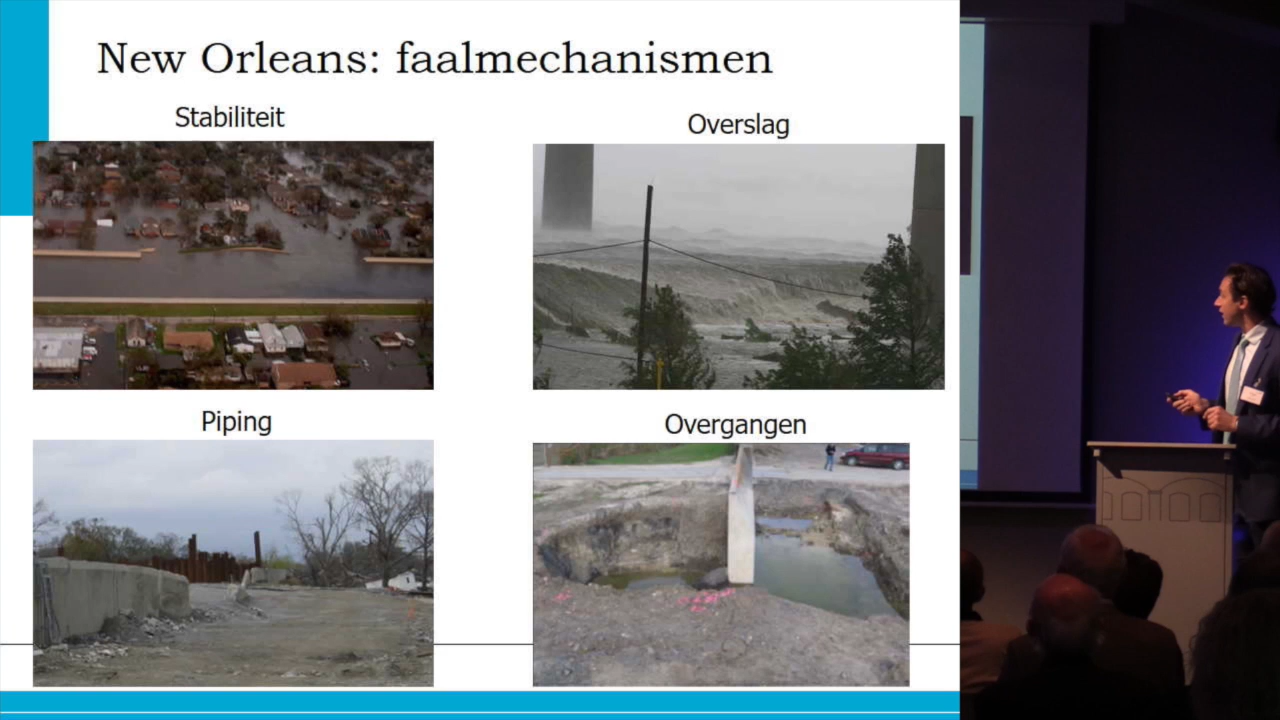 New Orleans: faalmechanismen
Stabiliteit
Overslag
Piping
Overgangen